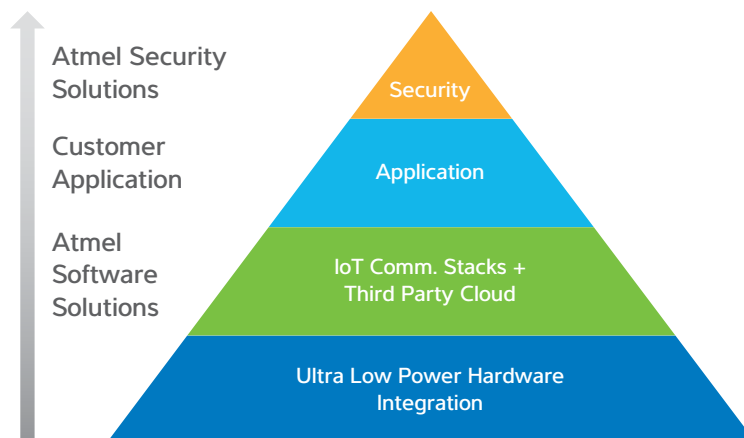 Atmel Security
Solutions
Security
Customer
Application
Application
Atmel
Software
Solutions
IoT Comm. Stacks +
Third Party Cloud
Ultra Low Power Hardware
Integration